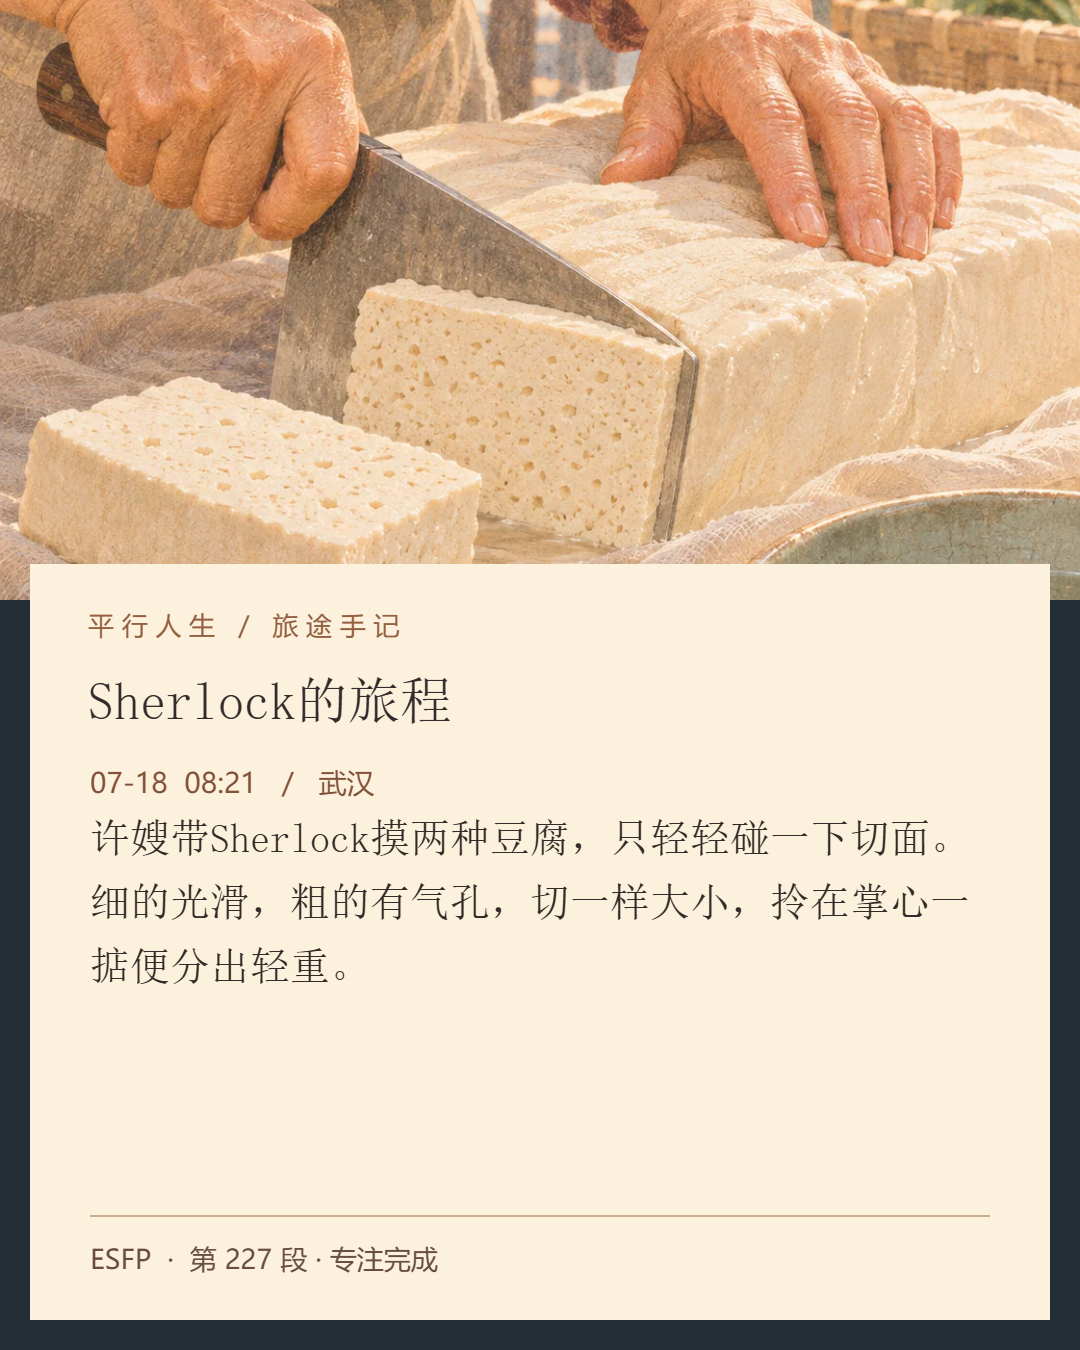 平行人生 / 旅途手记
Sherlock的旅程
07-18 08:21 / 武汉
许嫂带Sherlock摸两种豆腐，只轻轻碰一下切面。
细的光滑，粗的有气孔，切一样大小，拎在掌心一
掂便分出轻重。
ESFP · 第 227 段 · 专注完成